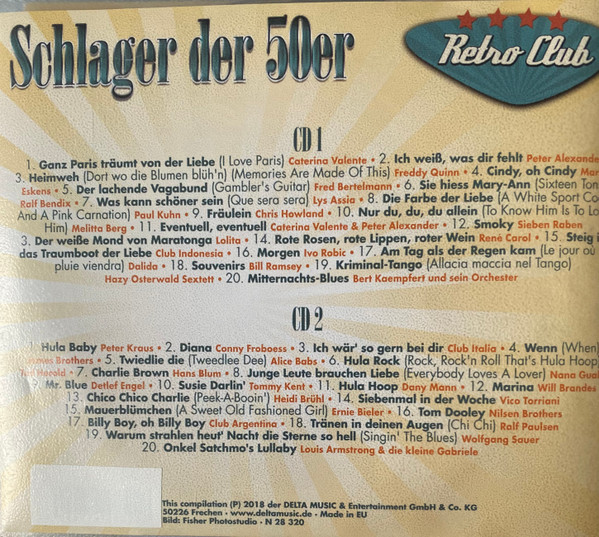 Schlager der 50er
Retro Club
CD 1
1. Ganz Paris träumt von der Liebe (I Love Paris) Caterina Valente • 2. Ich weiß, was dir fehlt Peter Alexande
3. Heimweh (Dort wo die Blumen blüh'n) (Memories Are Made Of This) Freddy Quinn • 4. Cindy, oh Cindy Mar
Eskens • 5. Der lachende Vagabund (Gambler's Guitar) Fred Bertelmann • 6. Sie hiess Mary-Ann (Sixteen Ton
Ralf Bendix • 7. Was kann schöner sein (Que sera sera) Lys Assia • 8. Die Farbe der Liebe (A White Sport Co
And A Pink Carnation) Paul Kuhn • 9. Fräulein Chris Howland • 10. Nur du, du, du allein (To Know Him Is To Lo
Him) Melitta Berg • 11. Eventuell, eventuell Caterina Valente & Peter Alexander • 12. Smoky Sieben Raben
13. Der weiße Mond von Maratonga Lolita • 14. Rote Rosen, rote Lippen, roter Wein René Carol • 15. Steig i
das Traumboot der Liebe Club Indonesia • 16. Morgen Ivo Robic • 17. Am Tag als der Regen kam (Le jour où
pluie viendra) Dalida • 18. Souvenirs Bill Ramsey • 19. Kriminal-Tango (Allacia maccia nel Tango)
Hazy Osterwald Sextett • 20. Mitternachts-Blues Bert Kaempfert und sein Orchester
CD 2
1. Hula Baby Peter Kraus • 2. Diana Conny Froboess • 3. Ich wär' so gern bei dir Club Italia • 4. Wenn (When)
Brothers • 5. Twiedlie die (Tweedlee Dee) Alice Babs • 6. Hula Rock (Rock, Rock'n Roll That's Hula Hoop)
Ted Herold • 7. Charlie Brown Hans Blum • 8. Junge Leute brauchen Liebe (Everybody Loves A Lover) Nana Gual
9. Mr. Blue Detlef Engel • 10. Susie Darlin' Tommy Kent • 11. Hula Hoop Dany Mann • 12. Marina Will Brandes
13. Chico Chico Charlie (Peek-A-Booin') Heidi Brühl • 14. Siebenmal in der Woche Vico Torriani
15. Mauerblümchen (A Sweet Old Fashioned Girl) Ernie Bieler • 16. Tom Dooley Nilsen Brothers
17. Billy Boy, oh Billy Boy Club Argentina • 18. Tränen in deinen Augen (Chi Chi) Ralf Paulsen
19. Warum strahlen heut' Nacht die Sterne so hell (Singin' The Blues) Wolfgang Sauer
20. Onkel Satchmo's Lullaby Louis Armstrong & die kleine Gabriele
This compilation (P) 2018 der DELTA MUSIC & Entertainment GmbH & Co. KG
50226 Frechen • www.deltamusic.de • Made in EU
Bild: Fisher Photostudio • N 28 320